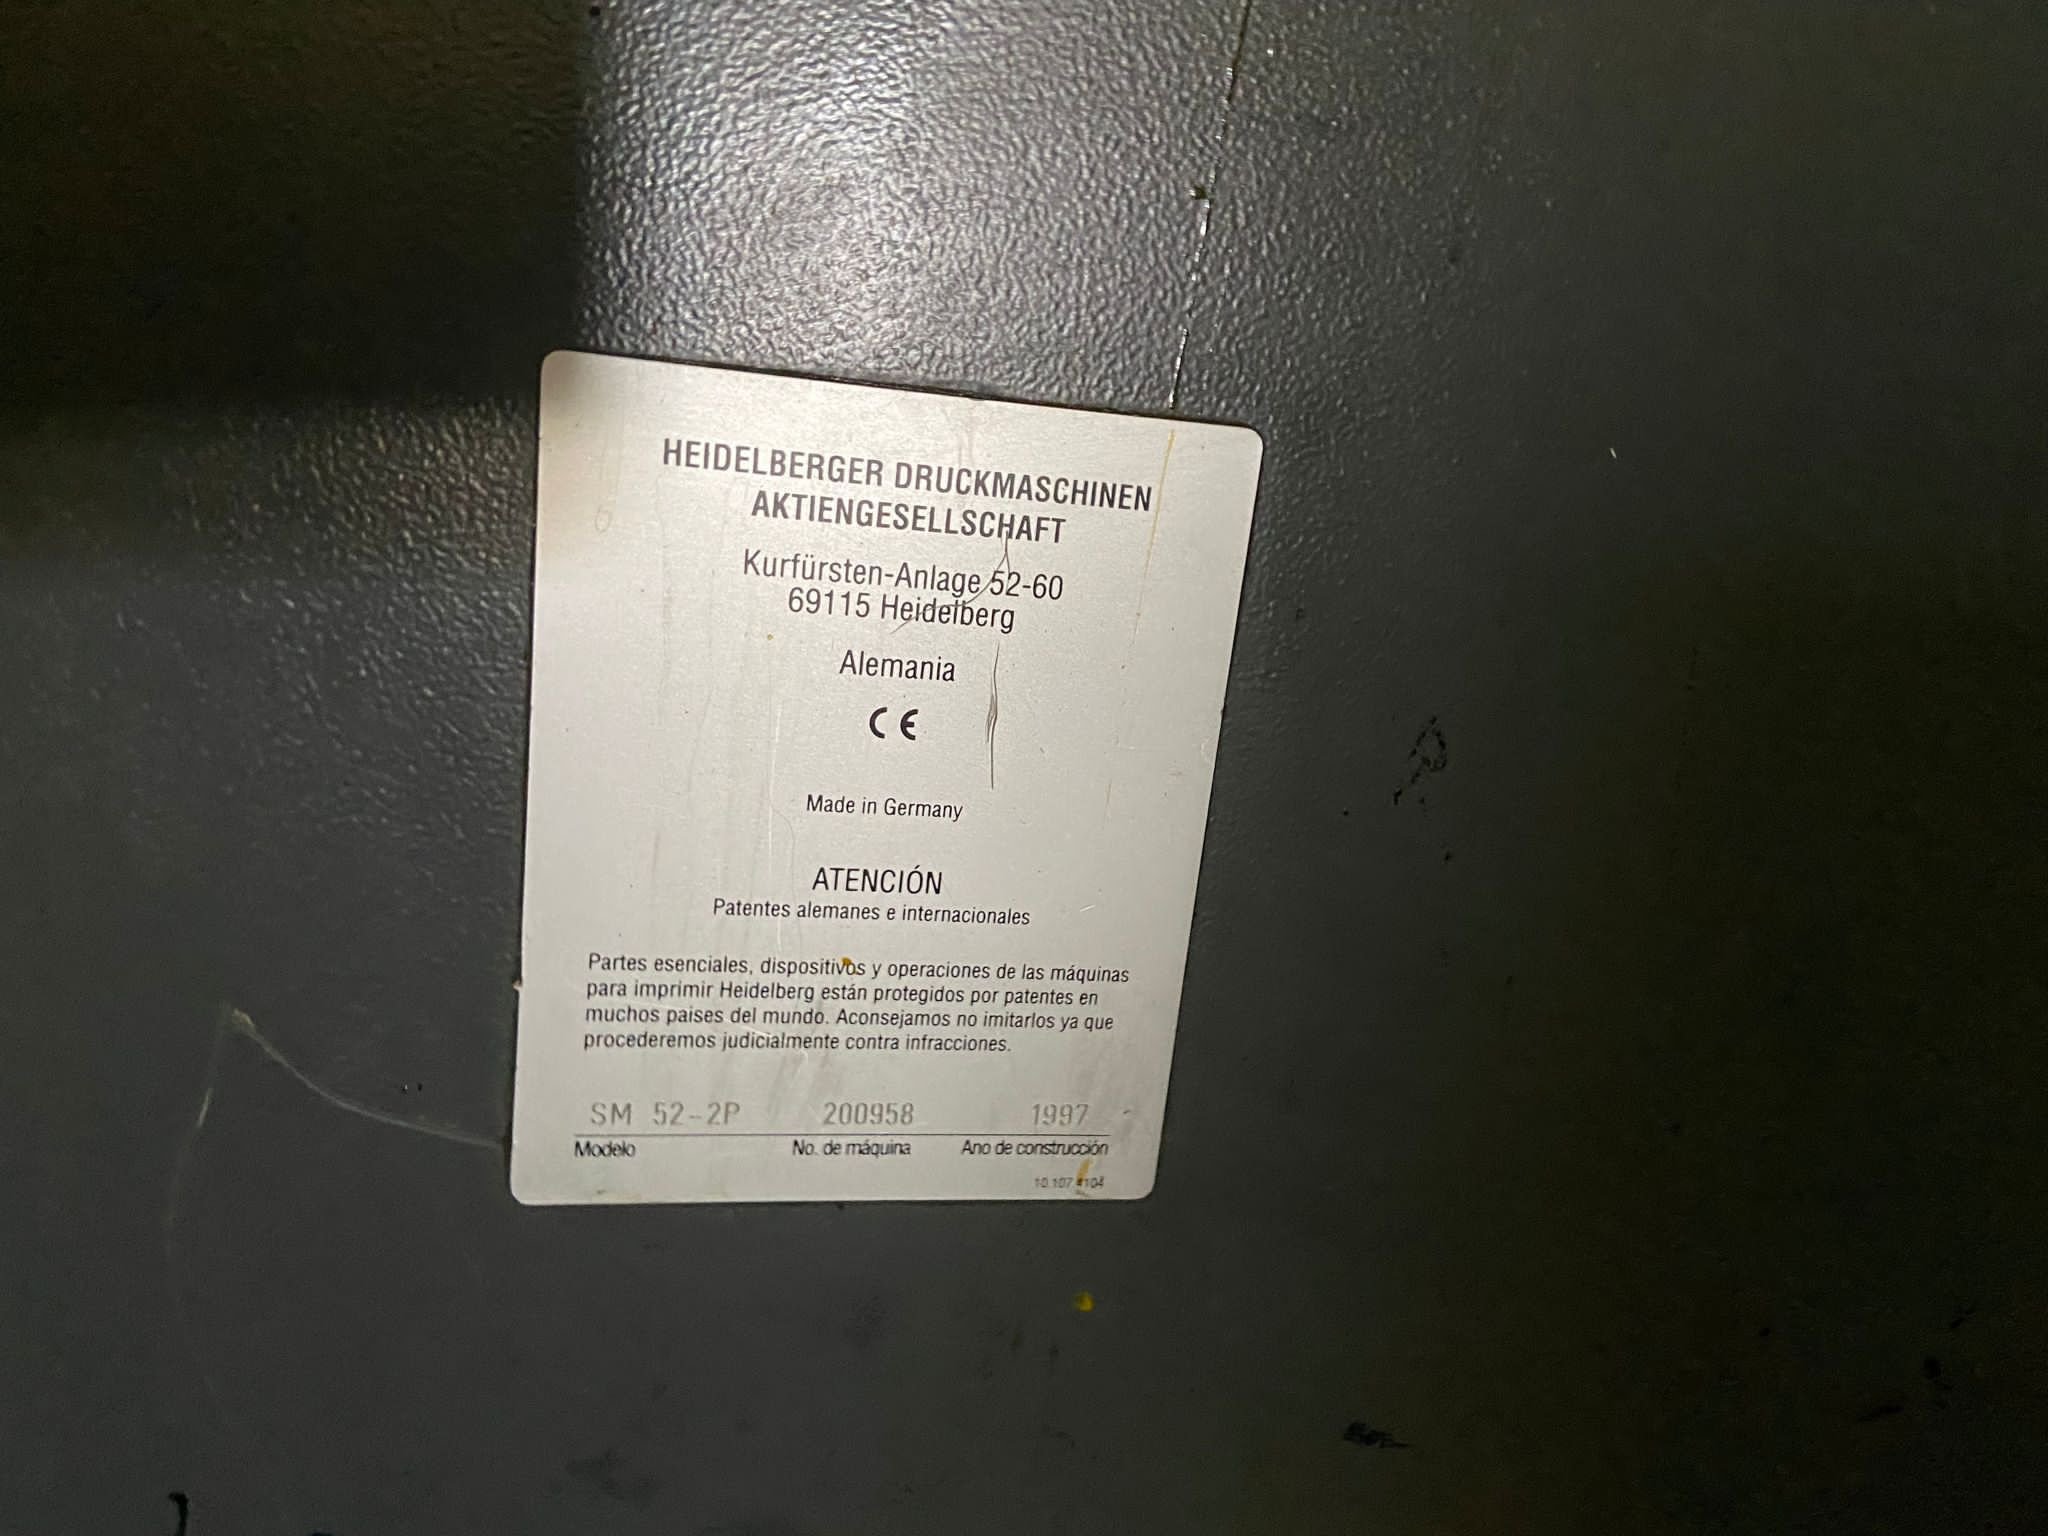 HEIDELBERGER DRUCKMASCHINEN
AKTIENGESELLSCHAFT
Kurfürsten-Anlage 52-60
69115 Heidelberg
Alemania
CE
Made in Germany
ATENCIÓN
Patentes alemanes e internacionales
Partes esenciales, dispositivos y operaciones de las máquinas
para imprimir Heidelberg están protegidos por patentes en
muchos paises del mundo. Aconsejamos no imitarlos ya que
procederemos judicialmente contra infracciones.
SM 52-2P 200958 1997
Modelo No. de máquina Ano de construcción